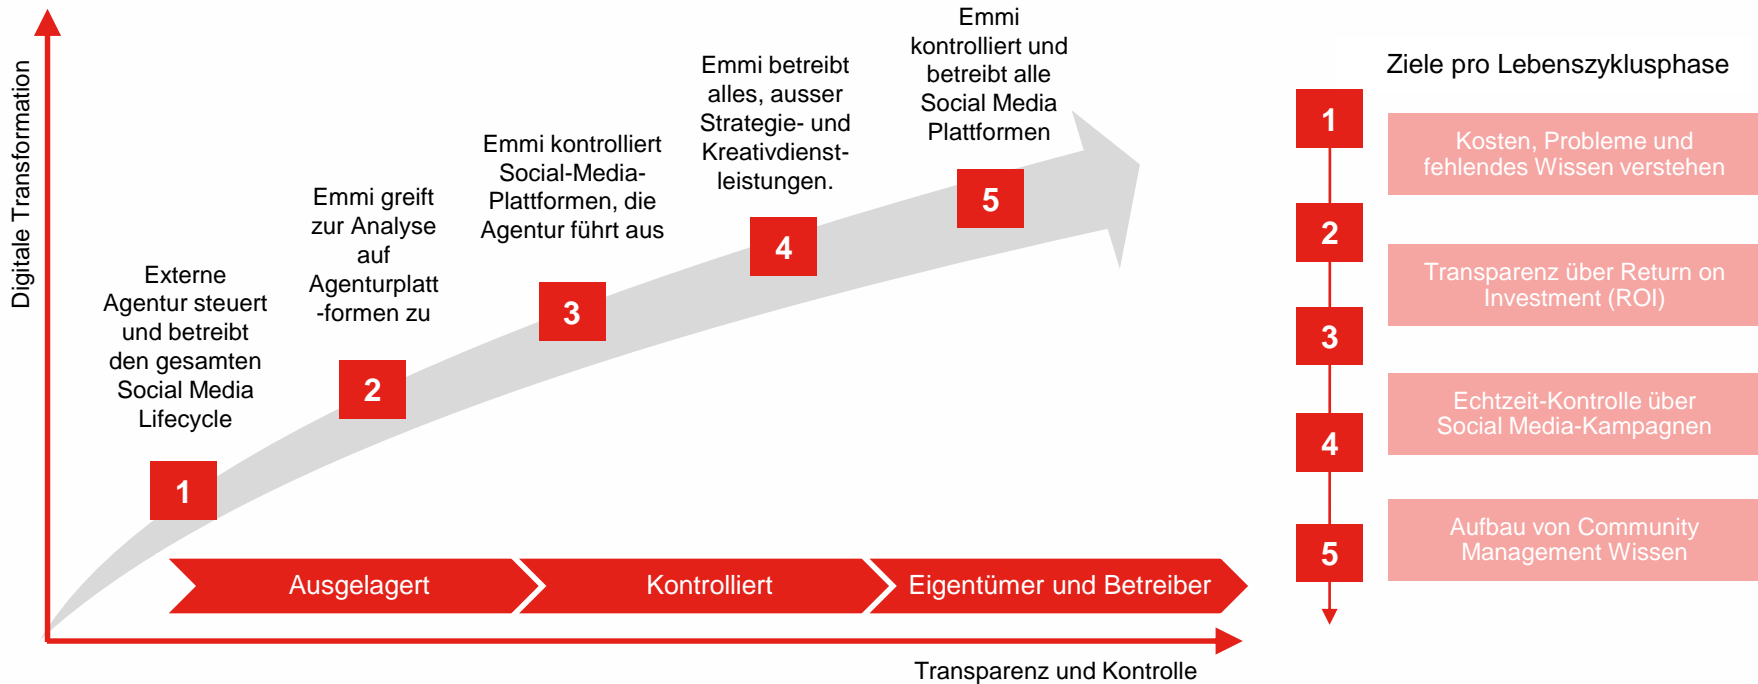 Digitale Transformation
Externe
Agentur steuert
und betreibt
den gesamten
Social Media
Lifecycle
1
Emmi greift
zur Analyse
auf
Agenturplatt
-formen zu
2
Emmi kontrolliert
Social-Media-
Plattformen, die
Agentur führt aus
3
Emmi betreibt
alles, ausser
Strategie- und
Kreativdienst-
leistungen.
4
Emmi
kontrolliert und
betreibt alle
Social Media
Plattformen
5
Ausgelagert
Kontrolliert
Eigentümer und Betreiber
Transparenz und Kontrolle
Ziele pro Lebenszyklusphase
1
Kosten, Probleme und
fehlendes Wissen verstehen
2
Transparenz über Return on
Investment (ROI)
3
Echtzeit-Kontrolle über
Social Media-Kampagnen
4
Aufbau von Community
Management Wissen
5